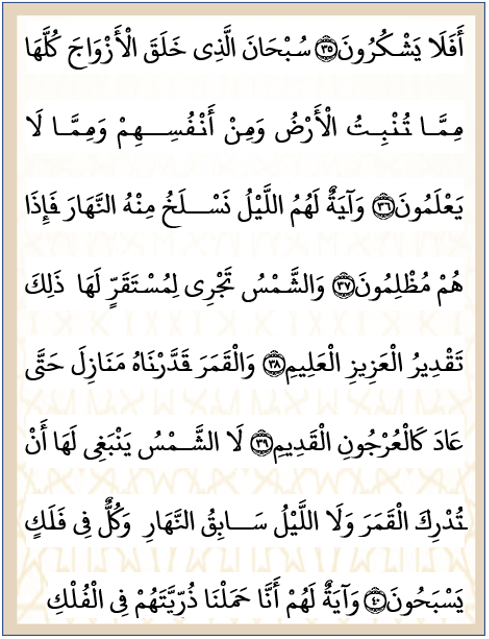 أَفَلَا يَشْكُرُونَ ۝٣٥ سُبْحَانَ الَّذِى خَلَقَ الْأَزْوَاجَ كُلَّهَا
مِمَّا تُنْبِتُ الْأَرْضُ وَمِنْ أَنْفُسِهِمْ وَمِمَّا لَا
يَعْلَمُونَ ۝٣٦ وَآيَةٌ لَهُمُ اللَّيْلُ نَسْلَخُ مِنْهُ النَّهَارَ فَإِذَا
هُمْ مُظْلِمُونَ ۝٣٧ وَالشَّمْسُ تَجْرِى لِمُسْتَقَرٍّ لَهَا ذَلِكَ
تَقْدِيرُ الْعَزِيزِ الْعَلِيمِ ۝٣٨ وَالْقَمَرَ قَدَّرْنَاهُ مَنَازِلَ حَتَّى
عَادَ كَالْعُرْجُونِ الْقَدِيمِ ۝٣٩ لَا الشَّمْسُ يَنْبَغِى لَهَا أَنْ
تُدْرِكَ الْقَمَرَ وَلَا اللَّيْلُ سَابِقُ النَّهَارِ وَكُلٌّ فِى فَلَكٍ
يَسْبَحُونَ ۝٤٠ وَآيَةٌ لَهُمْ أَنَّا حَمَلْنَا ذُرِّيَّتَهُمْ فِى الْفُلْكِ